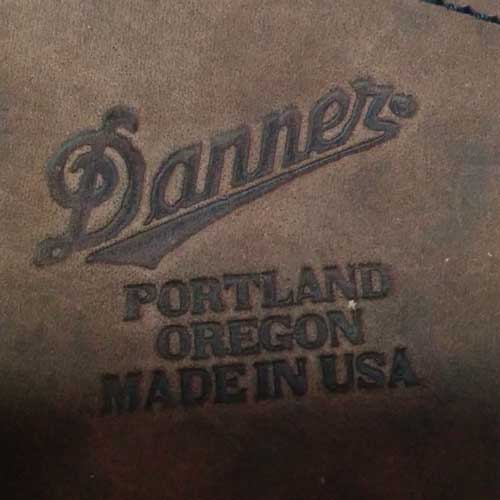 Danner®
PORTLAND
OREGON
MADE IN USA